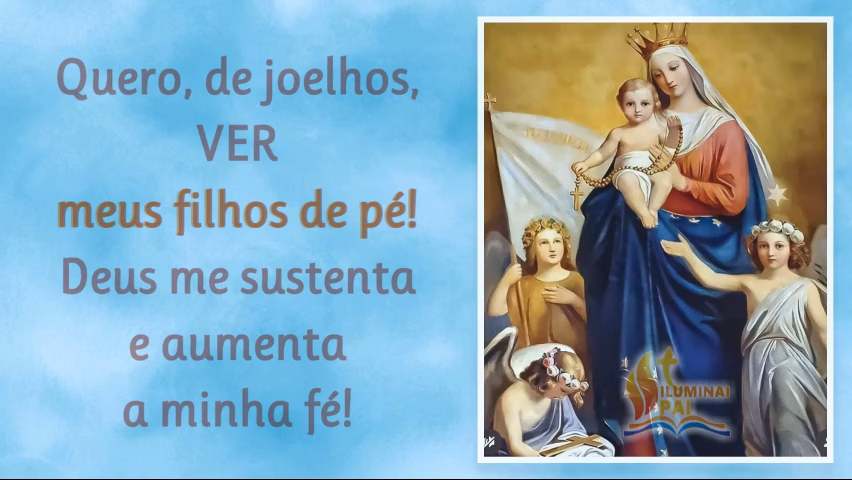 Quero, de joelhos,
VER
meus filhos de pé!
Deus me sustenta
e aumenta
a minha fé!
ILUMINAI
PAI